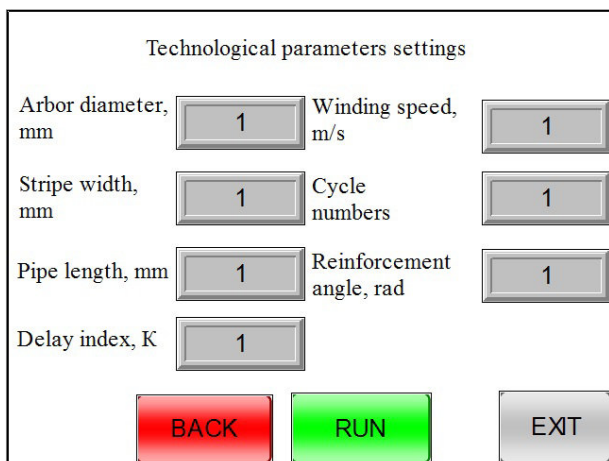 Technological parameters settings
Arbor diameter,
mm
1
Winding speed,
m/s
1
Stripe width,
mm
1
Cycle
numbers
1
Pipe length, mm
1
Reinforcement
angle, rad
1
Delay index, K
1
BACK
RUN
EXIT